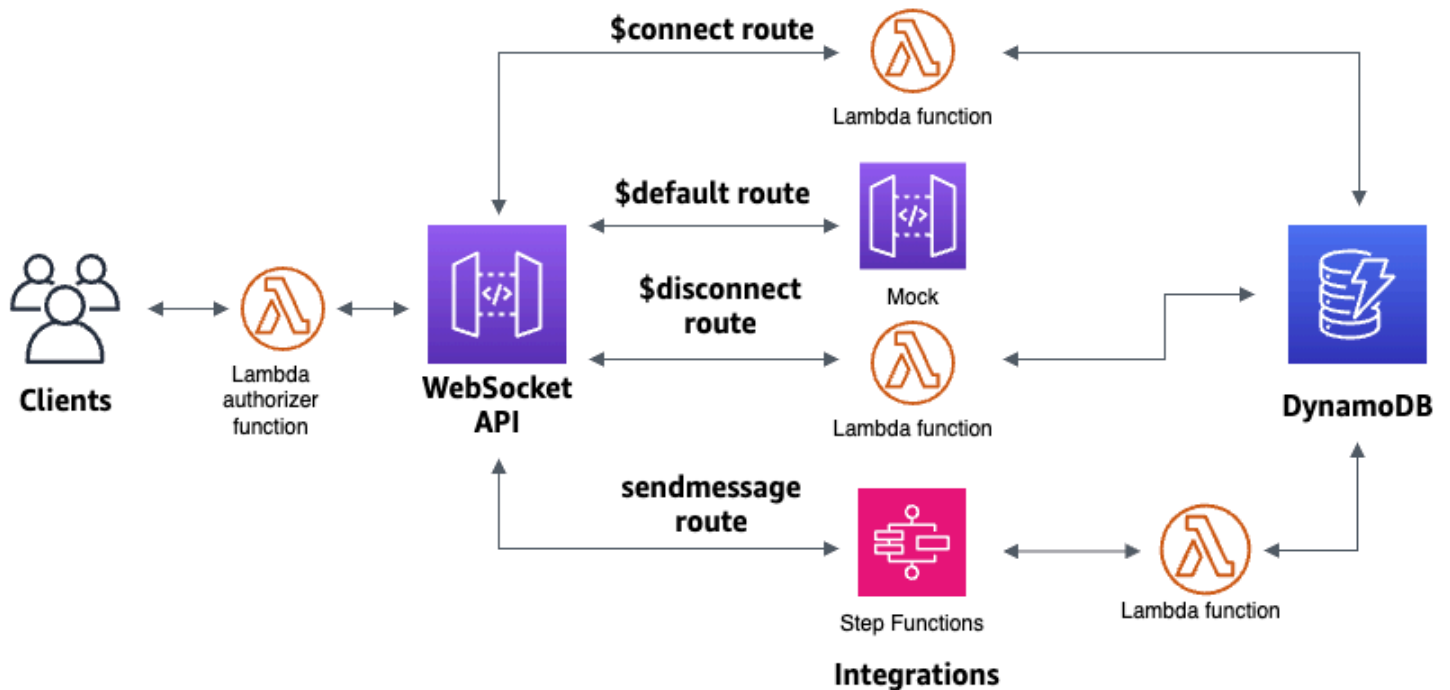 $connect route
Lambda function
$default route
Mock
$disconnect
route
Lambda function
Clients
Lambda
authorizer
function
WebSocket
API
DynamoDB
sendmessage
route
Step Functions
Lambda function
Integrations